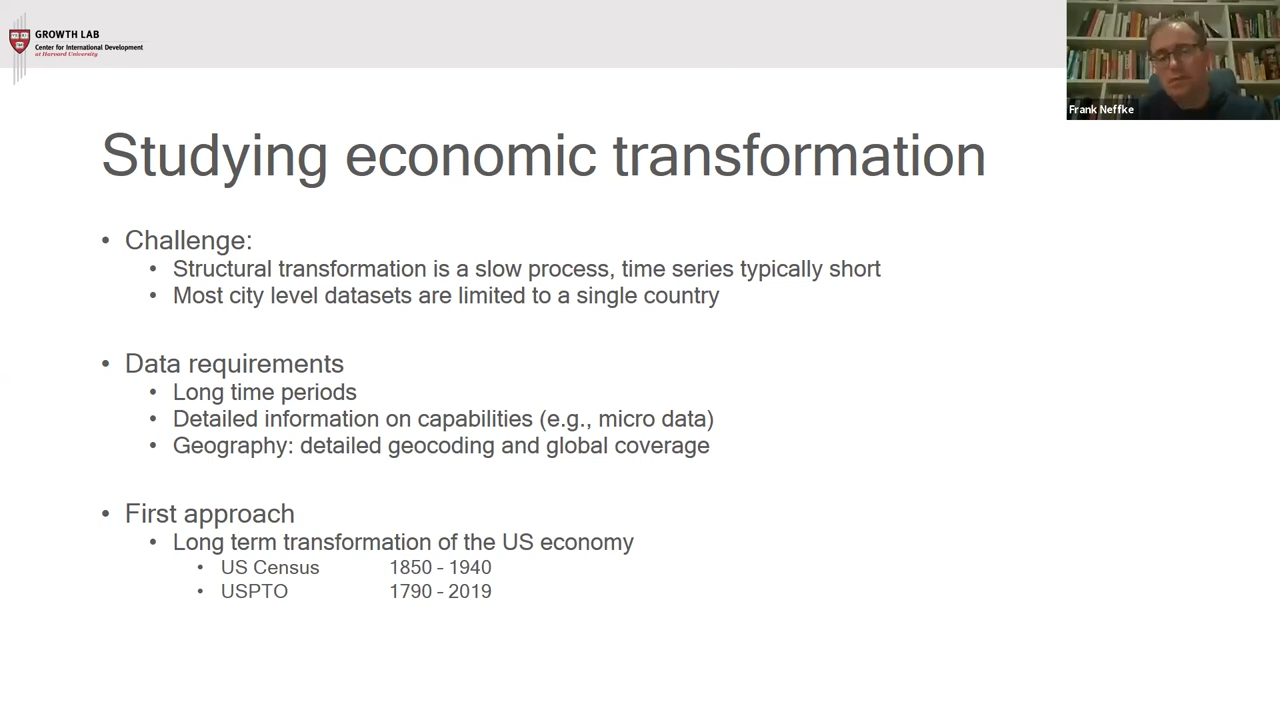 GROWTH LAB
Center for International Development
at Harvard University
Frank Neffke
Studying economic transformation
• Challenge:
• Structural transformation is a slow process, time series typically short
• Most city level datasets are limited to a single country
• Data requirements
• Long time periods
• Detailed information on capabilities (e.g., micro data)
• Geography: detailed geocoding and global coverage
• First approach
• Long term transformation of the US economy
• US Census 1850 - 1940
• USPTO 1790 - 2019